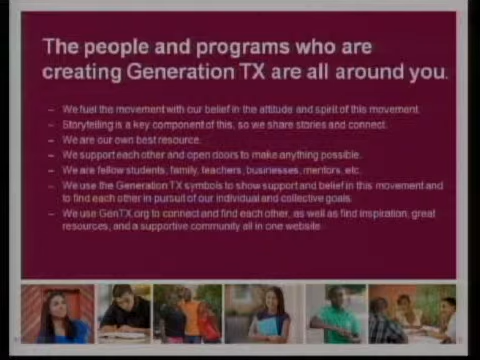 The people and programs who are
creating Generation TX are all around you.
– We fuel the movement with our belief in the attitude and spirit of this movement.
– Storytelling is a key component of this, so we share stories and connect.
– We are our own best resource.
– We support each other and open doors to make anything possible.
– We are fellow students, family, teachers, businesses, mentors, etc.
– We use the Generation TX symbols to show support and belief in this movement and
to find each other in pursuit of our individual and collective goals.
– We use GenTX.org to connect and find each other, as well as find inspiration, great
resources, and a supportive community all in one website.